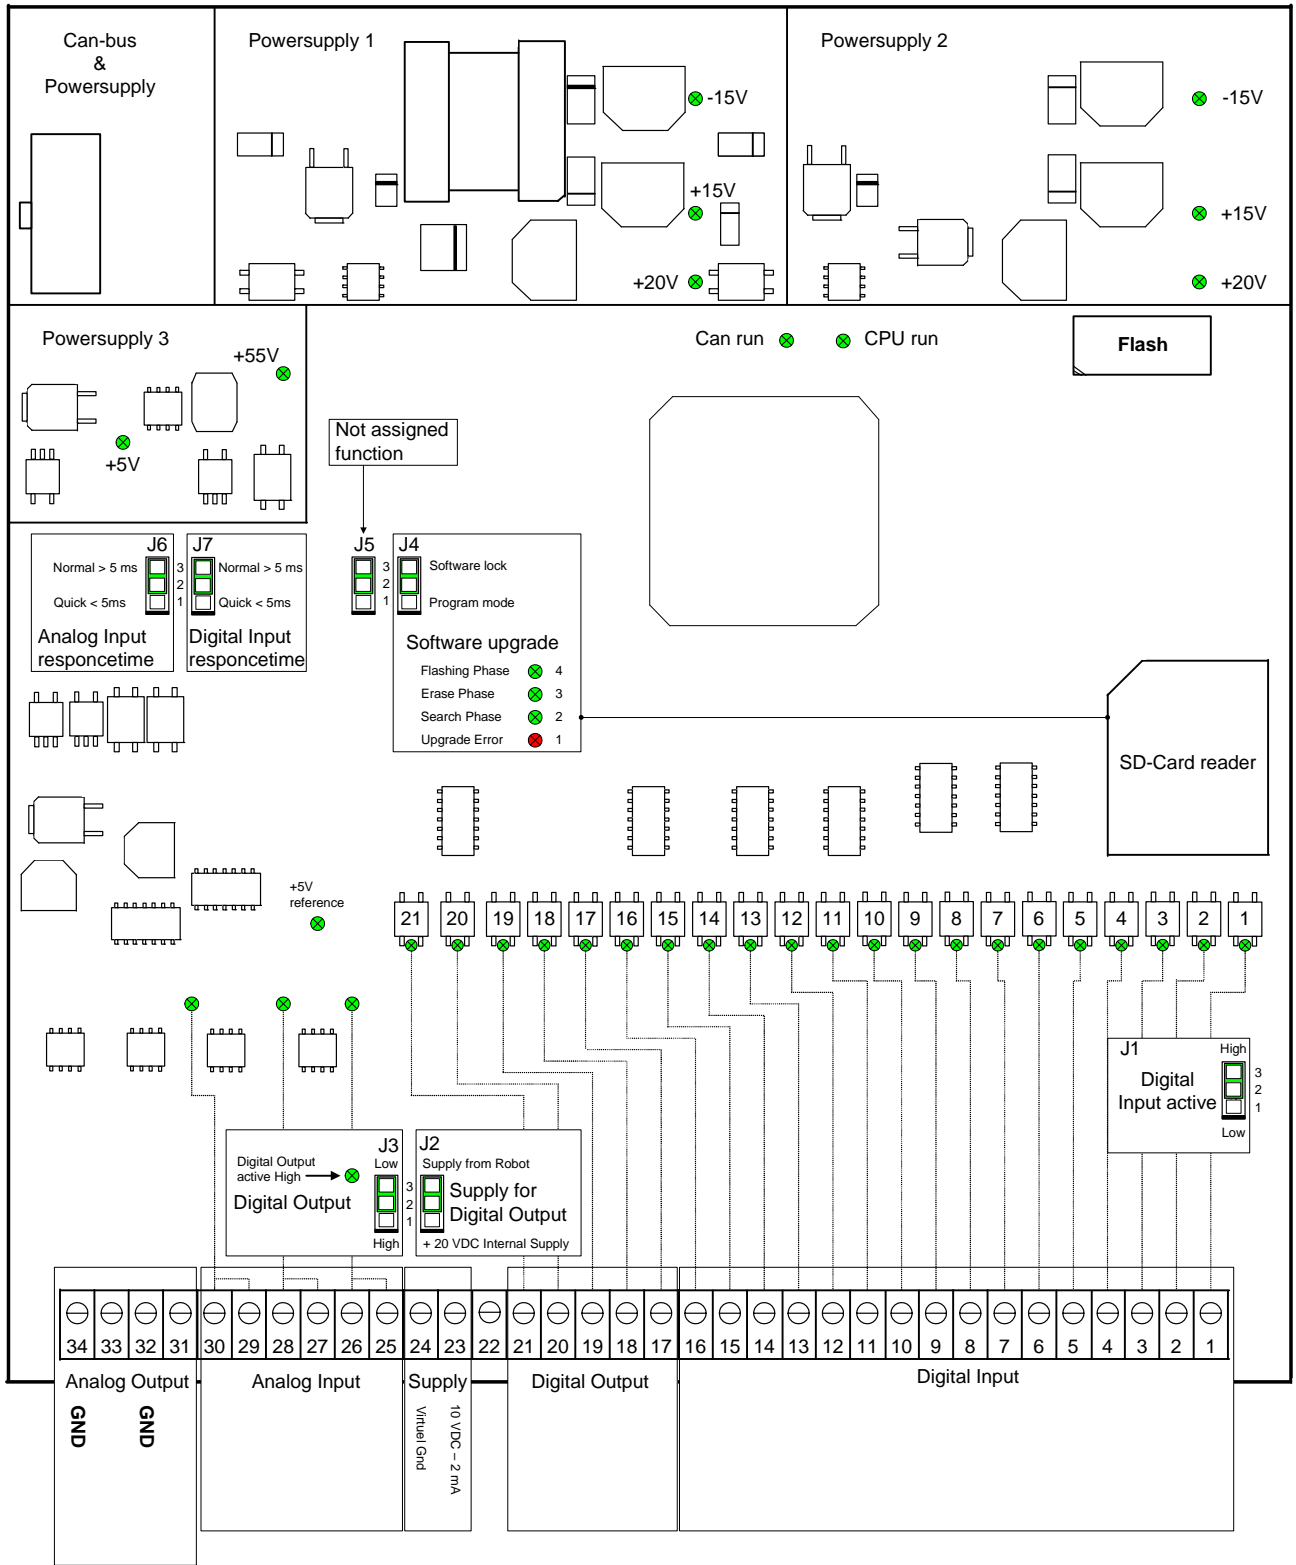 Can-bus
&
Powersupply
Powersupply 1
-15V
+15V
+20V
Powersupply 2
-15V
+15V
+20V
Powersupply 3
+55V
+5V
Can run
CPU run
Flash
Not assigned
function
J6
Normal > 5 ms
Quick < 5ms
3
2
1
Analog Input
responcetime
J7
Normal > 5 ms
Quick < 5ms
Digital Input
responcetime
J5
3
2
1
J4
Software lock
Program mode
Software upgrade
Flashing Phase 4
Erase Phase 3
Search Phase 2
Upgrade Error 1
SD-Card reader
+5V
reference
21 20 19 18 17 16 15 14 13 12 11 10 9 8 7 6 5 4 3 2 1
J1
High
Digital
Input active
3
2
1
Low
J3
Low
Digital Output
active High
Digital Output
High
3
2
1
J2
Supply from Robot
Supply for
Digital Output
+ 20 VDC Internal Supply
34 33 32 31 30 29 28 27 26 25 24 23 22 21 20 19 18 17 16 15 14 13 12 11 10 9 8 7 6 5 4 3 2 1
Analog Output
GND
GND
Analog Input
Supply
Virtuel Gnd
10 VDC – 2 mA
Digital Output
Digital Input